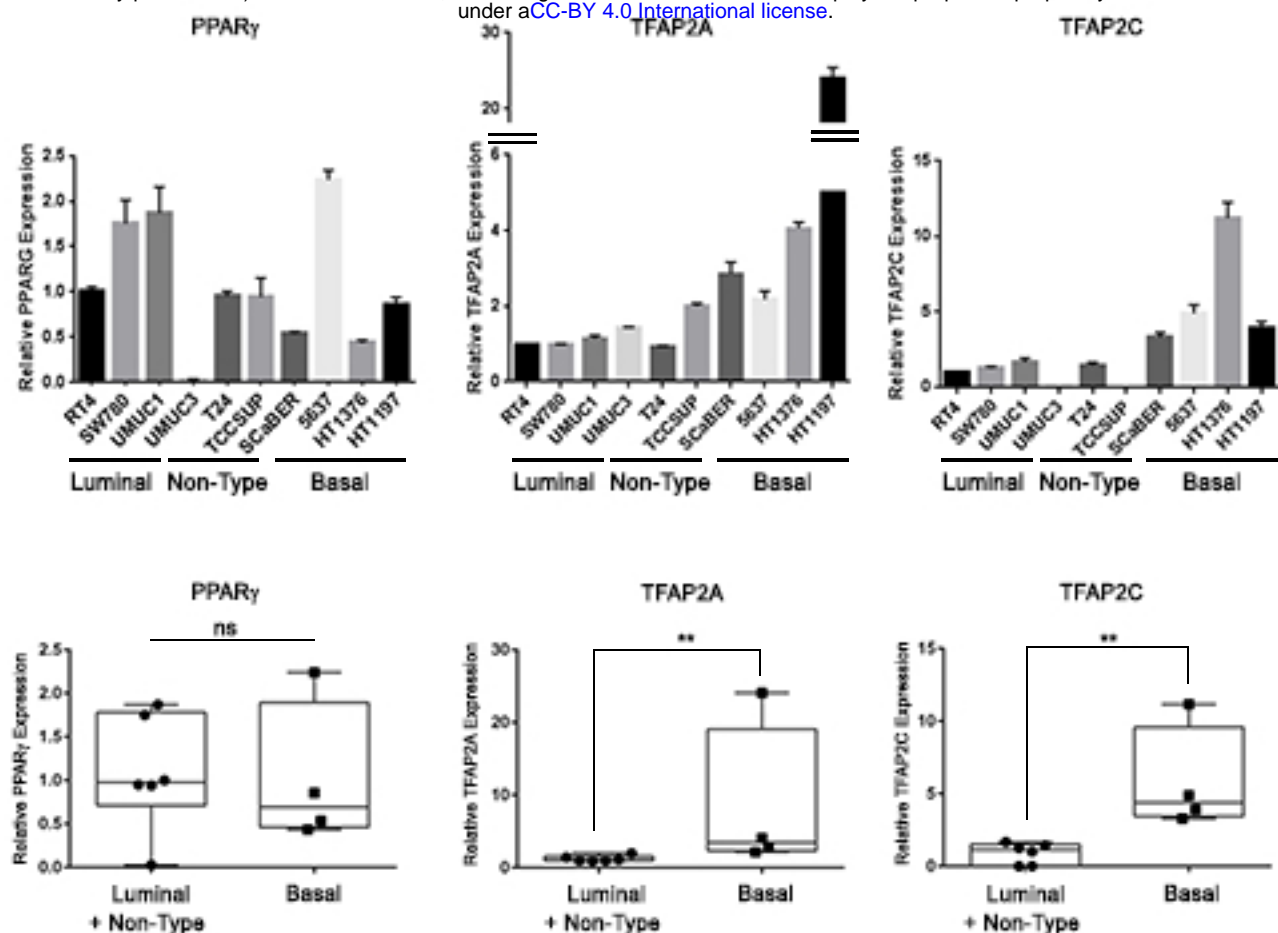 under aCC-BY 4.0 International license.
PPARγ
TFAP2A
TFAP2C
Relative PPARG Expression
2.5
2.0
1.5
1.0
0.5
0.0
RT4
SW780
UMUC1
UMUC3
T24
TCCSUP
SCaBER
5637
HT1376
HT1197
Luminal Non-Type Basal
Relative TFAP2A Expression
30
20
6
4
2
0
RT4
SW780
UMUC1
UMUC3
T24
TCCSUP
SCaBER
5637
HT1376
HT1197
Luminal Non-Type Basal
Relative TFAP2C Expression
15
10
5
0
RT4
SW780
UMUC1
UMUC3
T24
TCCSUP
SCaBER
5637
HT1376
HT1197
Luminal Non-Type Basal
PPARγ
ns
Relative PPARγ Expression
2.5
2.0
1.5
1.0
0.5
0.0
Luminal
+ Non-Type
Basal
TFAP2A
**
Relative TFAP2A Expression
30
20
10
0
Luminal
+ Non-Type
Basal
TFAP2C
**
Relative TFAP2C Expression
15
10
5
0
Luminal
+ Non-Type
Basal